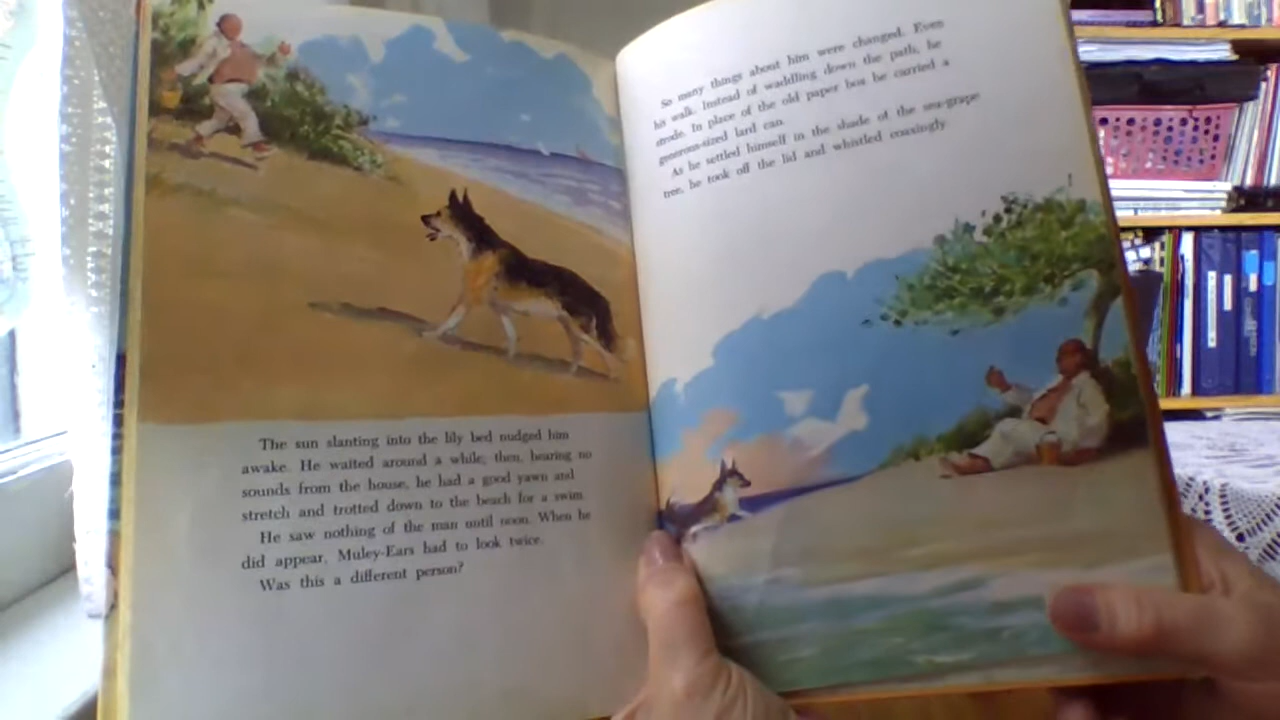 The sun slanting into the lily bed nudged him
awake. He waited around a while; then, hearing no
sounds from the house, he had a good yawn and
stretch and trotted down to the beach for a swim.
He saw nothing of the man until noon. When he
did appear, Muley-Ears had to look twice.
Was this a different person?
So many things about him were changed. Even
his walk. Instead of waddling down the path, he
strode. In place of the old paper box he carried a
generous-sized lard can.
As he settled himself in the shade of the sea-grape
tree, he took off the lid and whistled coaxingly.